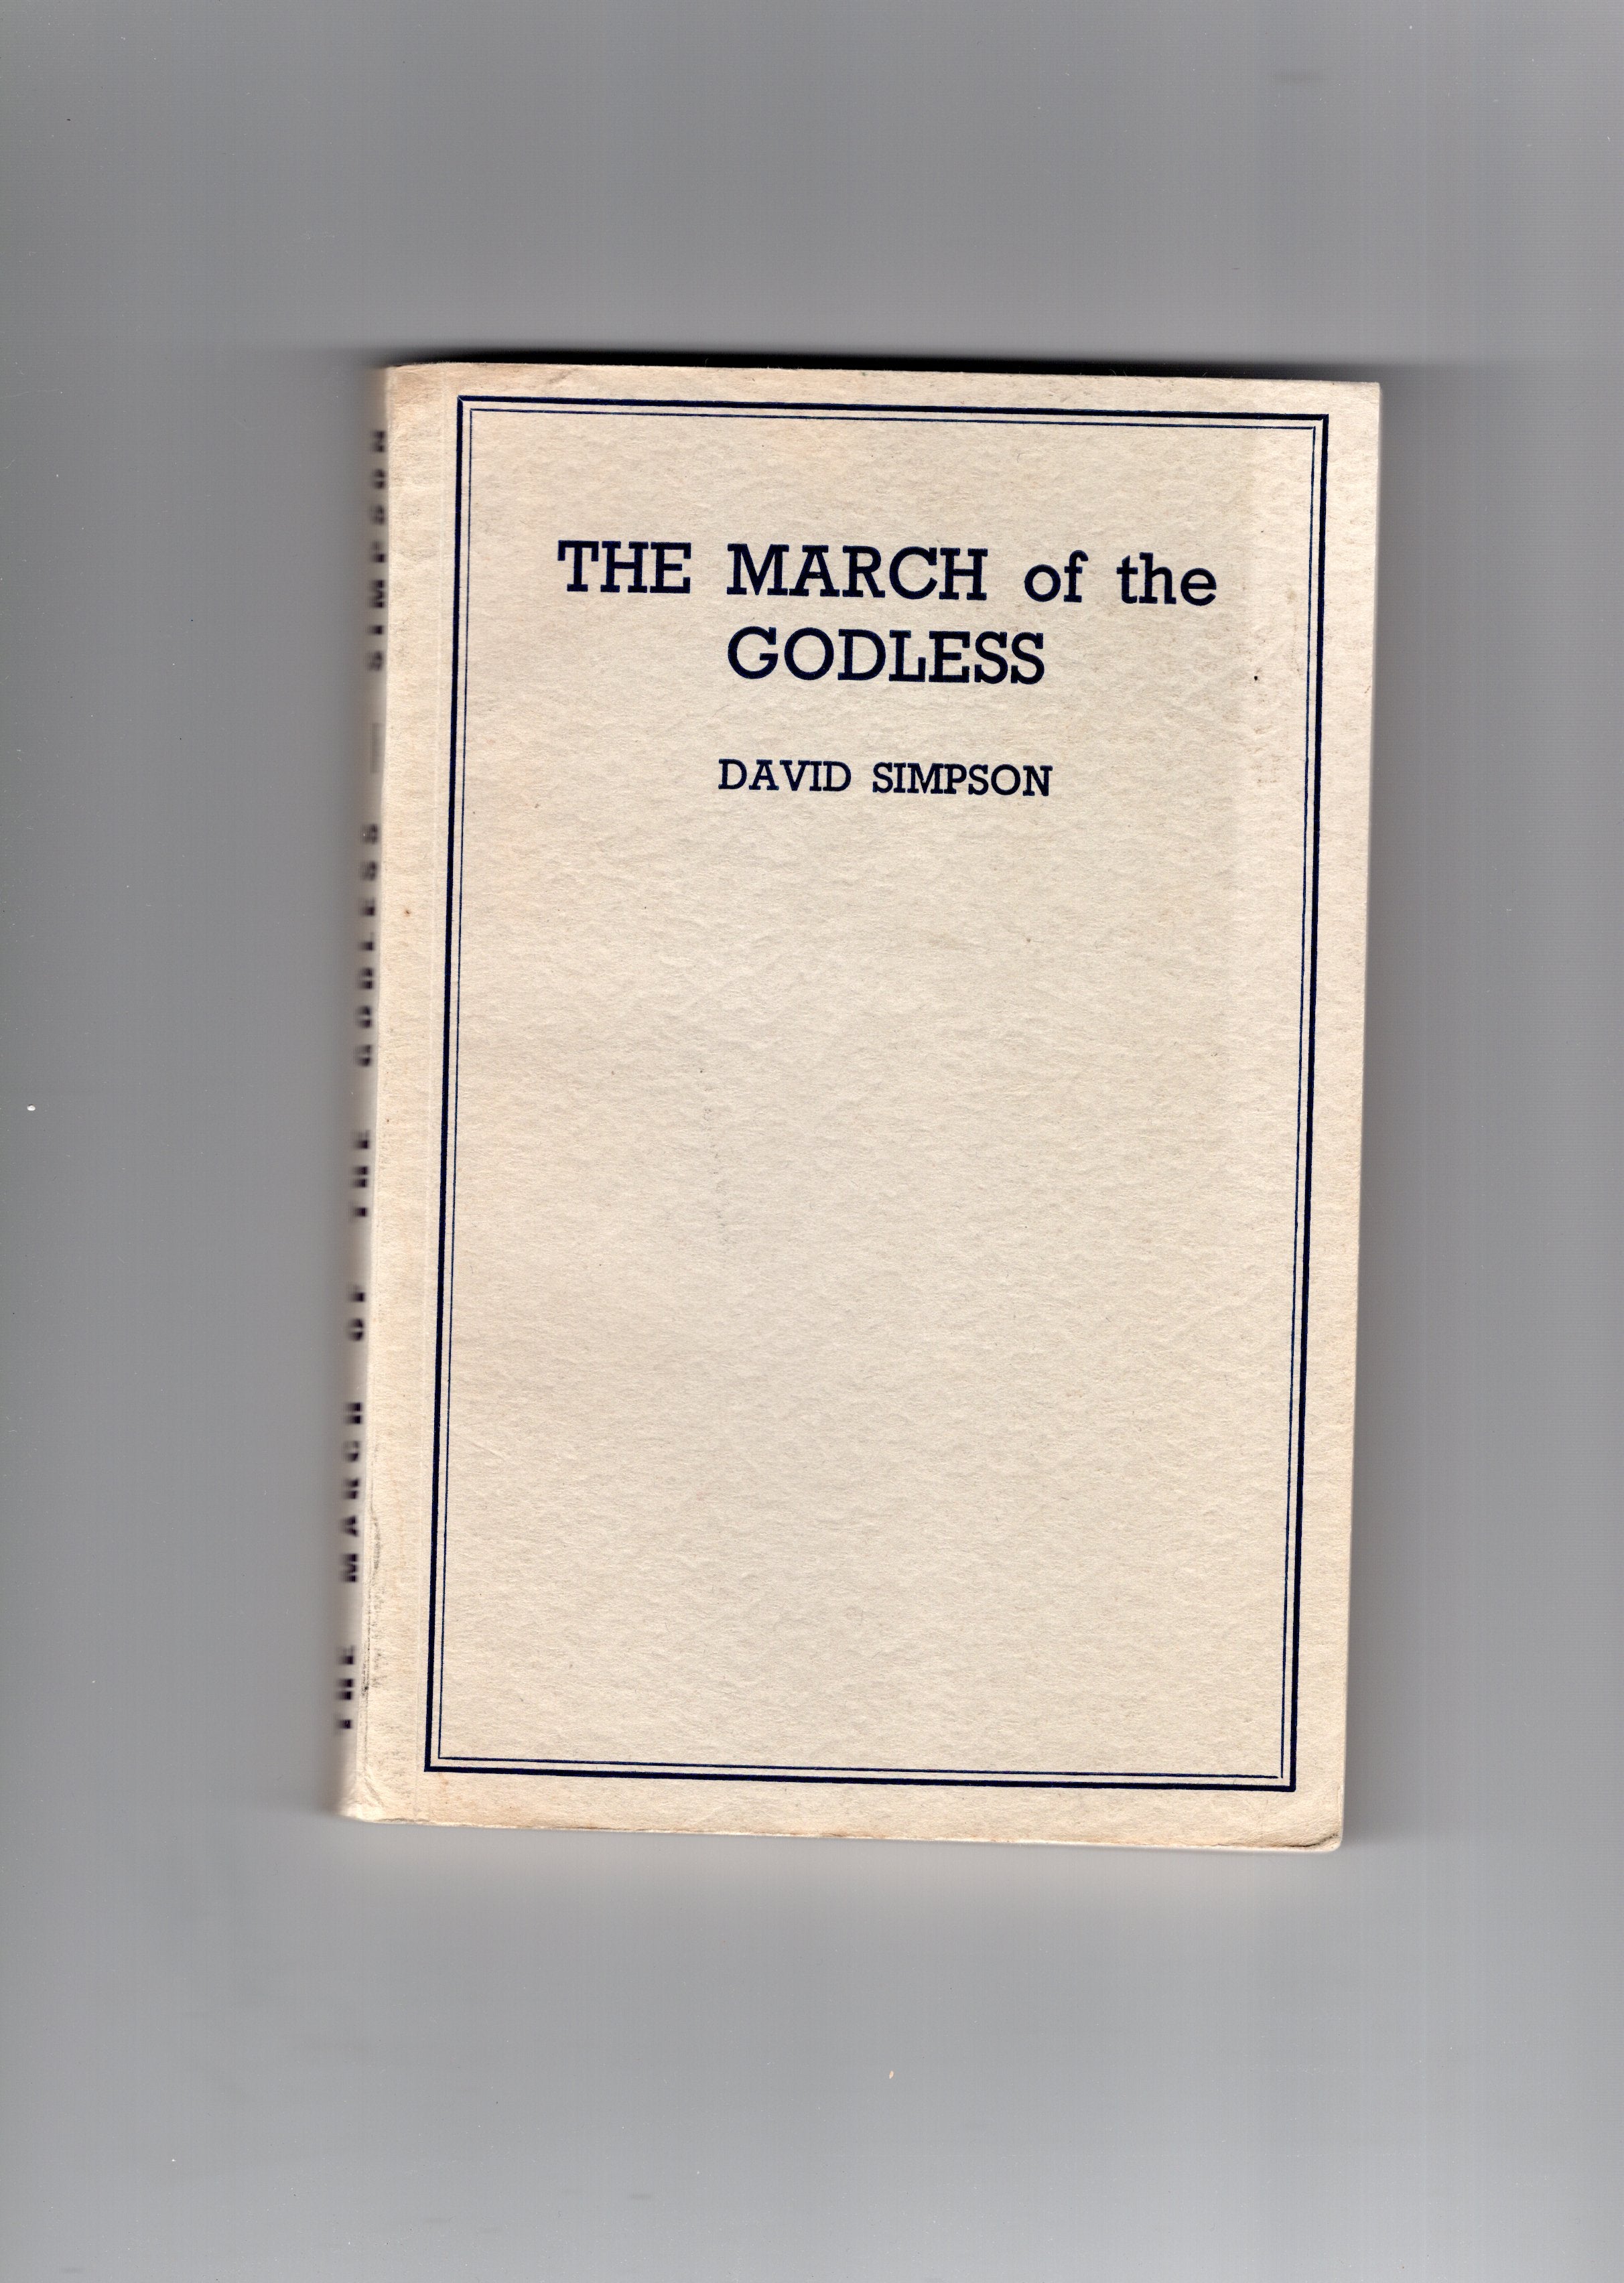 THE MARCH of the
GODLESS
DAVID SIMPSON
THE MARCH OF THE GODLESS
SIMPSON